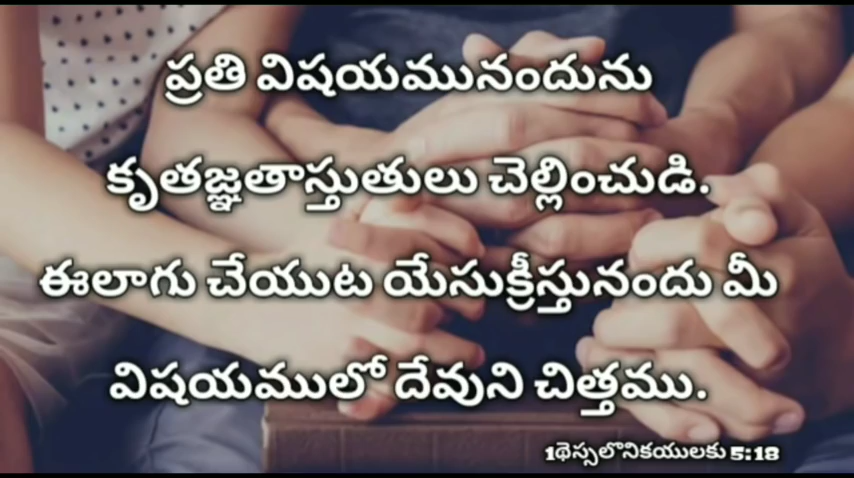 ప్రతి విషయమునందును
కృతజ్ఞతాస్తుతులు చెల్లించుడి.
ఈలాగు చేయుట యేసుక్రీస్తునందు మీ
విషయములో దేవుని చిత్తము.
1థెస్సలొనికయులకు 5:18